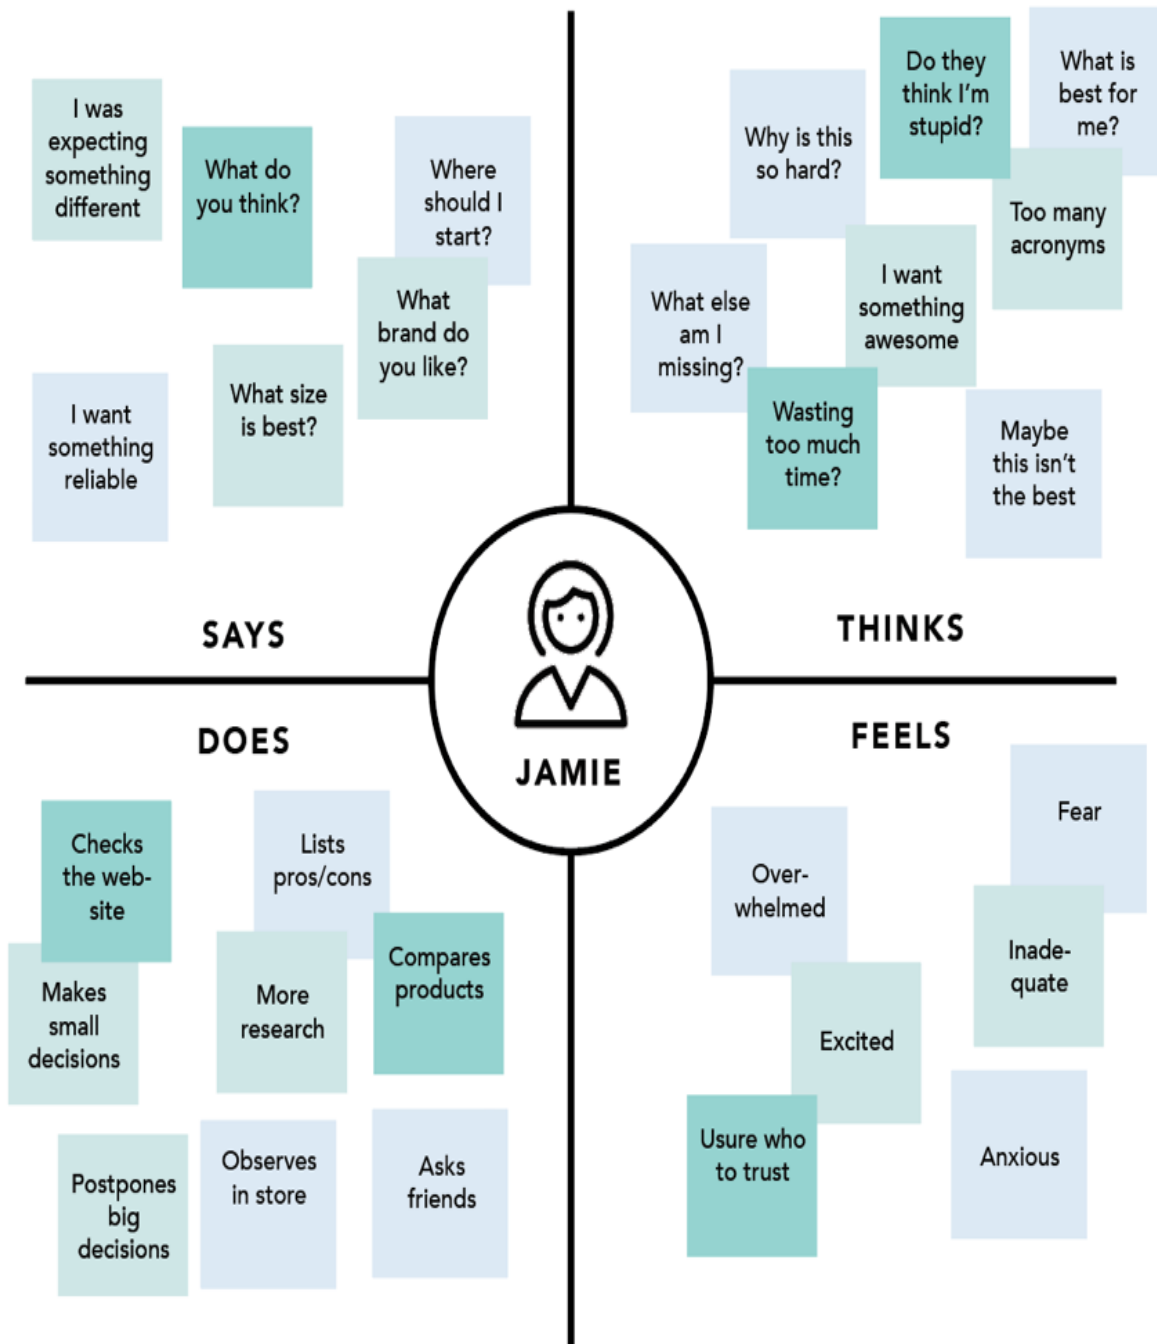 I was
expecting
something
different
What do
you think?
Where
should I
start?
What
brand do
you like?
What size
is best?
I want
something
reliable
SAYS
Do they
think I'm
stupid?
What is
best for
me?
Why is this
so hard?
Too many
acronyms
I want
something
awesome
What else
am I
missing?
Wasting
too much
time?
Maybe
this isn't
the best
THINKS
JAMIE
DOES
Checks
the web-
site
Lists
pros/cons
Compares
products
Makes
small
decisions
More
research
Postpones
big
decisions
Observes
in store
Asks
friends
FEELS
Fear
Over-
whelmed
Inade-
quate
Excited
Usure who
to trust
Anxious